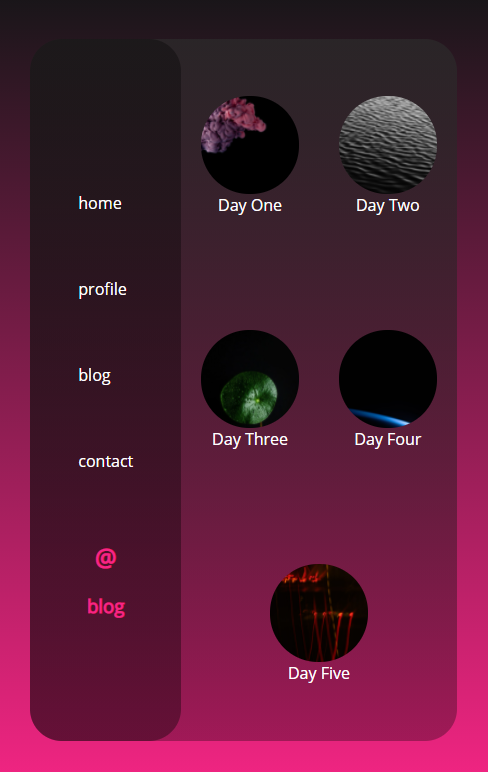 home
profile
blog
contact
@
blog
Day One
Day Two
Day Three
Day Four
Day Five